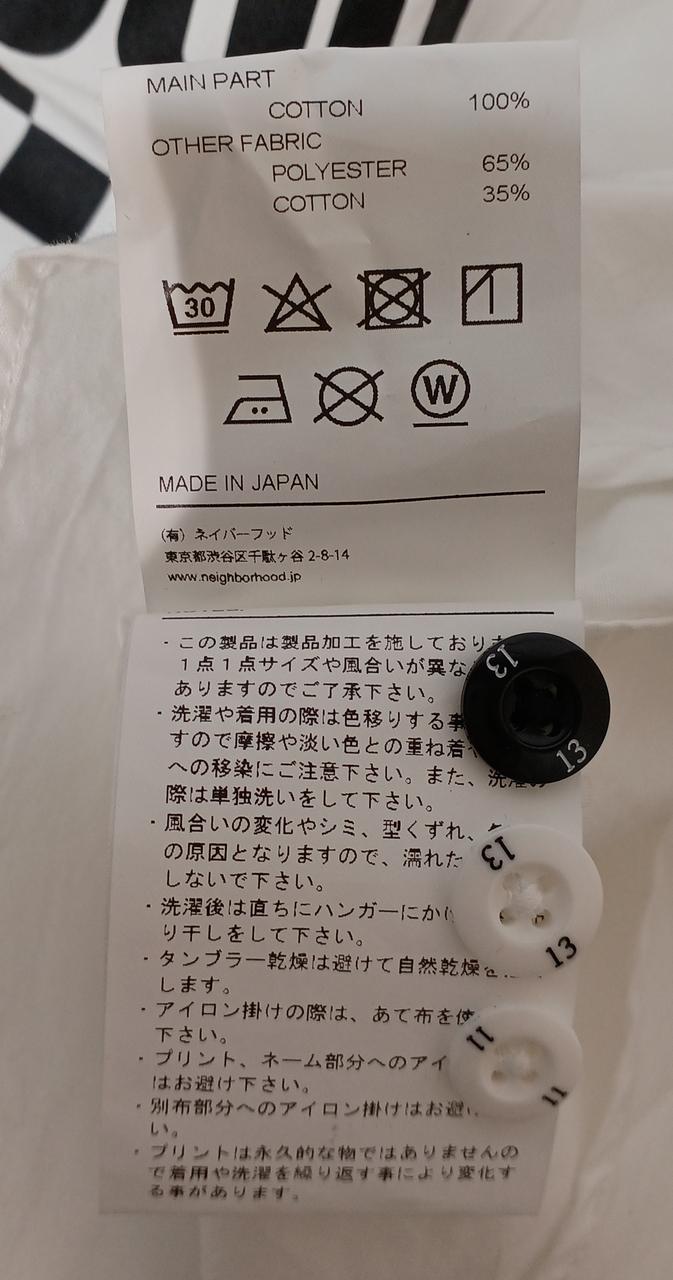 MAIN PART
COTTON 100%
OTHER FABRIC
POLYESTER 65%
COTTON 35%
30
W
MADE IN JAPAN
(有) ネイバーフッド
東京都渋谷区千駄ヶ谷 2-8-14
www.neighborhood.jp
・この製品は製品加工を施しており
１点１点サイズや風合いが異な
ありますのでご了承下さい。
・洗濯や着用の際は色移りする事
すので摩擦や淡い色との重ね着
への移染にご注意下さい。また、洗濯の
際は単独洗いをして下さい。
・風合いの変化やシミ、型くずれ、
の原因となりますので、濡れた
しないで下さい。
・洗濯後は直ちにハンガーにか
り干しをして下さい。
・タンブラー乾燥は避けて自然乾燥
します。
・アイロン掛けの際は、あて布を使
下さい。
・プリント、ネーム部分へのアイ
はお避け下さい。
・別布部分へのアイロン掛けはお避
い。
・プリントは永久的な物ではありませんの
で着用や洗濯を繰り返す事により変化す
る事があります。
13
13
13
13
11
11